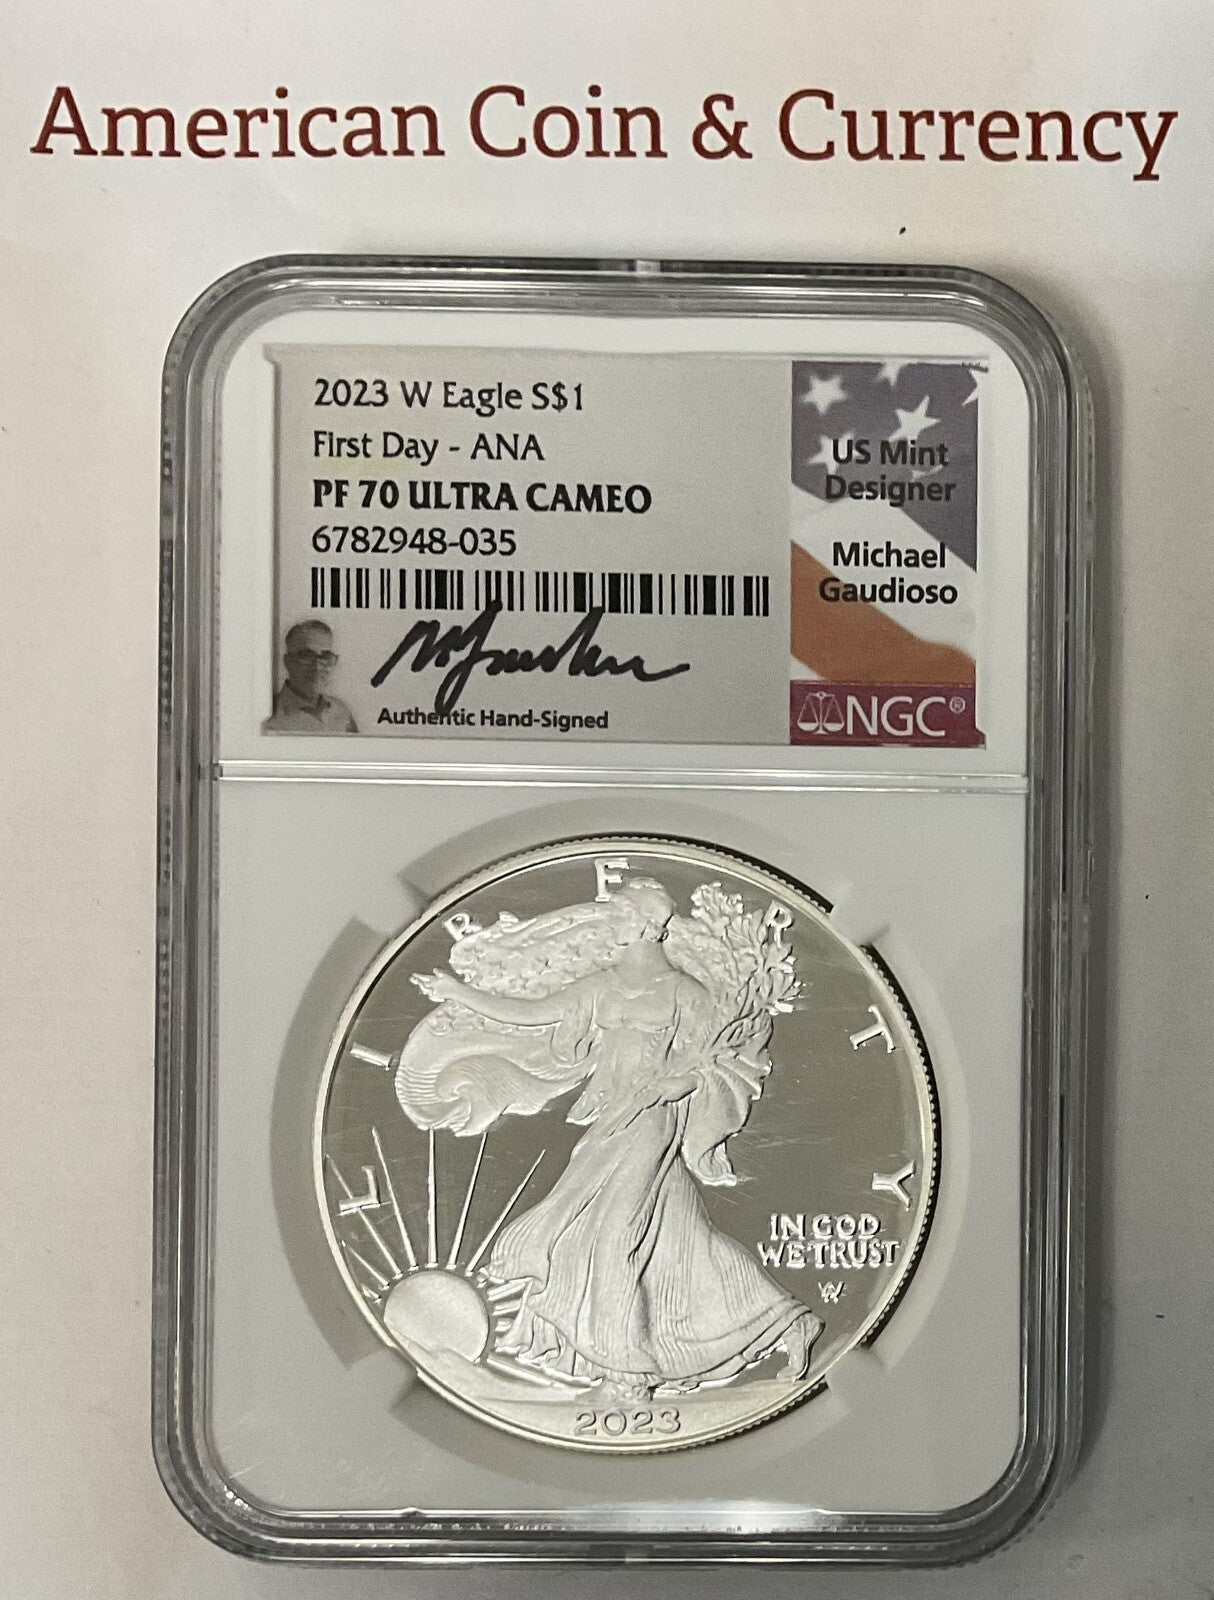 American Coin & Currency
2023 W Eagle S$1
First Day - ANA
PF 70 ULTRA CAMEO
6782948-035
Authentic Hand-Signed
US Mint
Designer
Michael
Gaudioso
NGC®
LIBERTY
IN GOD
WE TRUST
2023